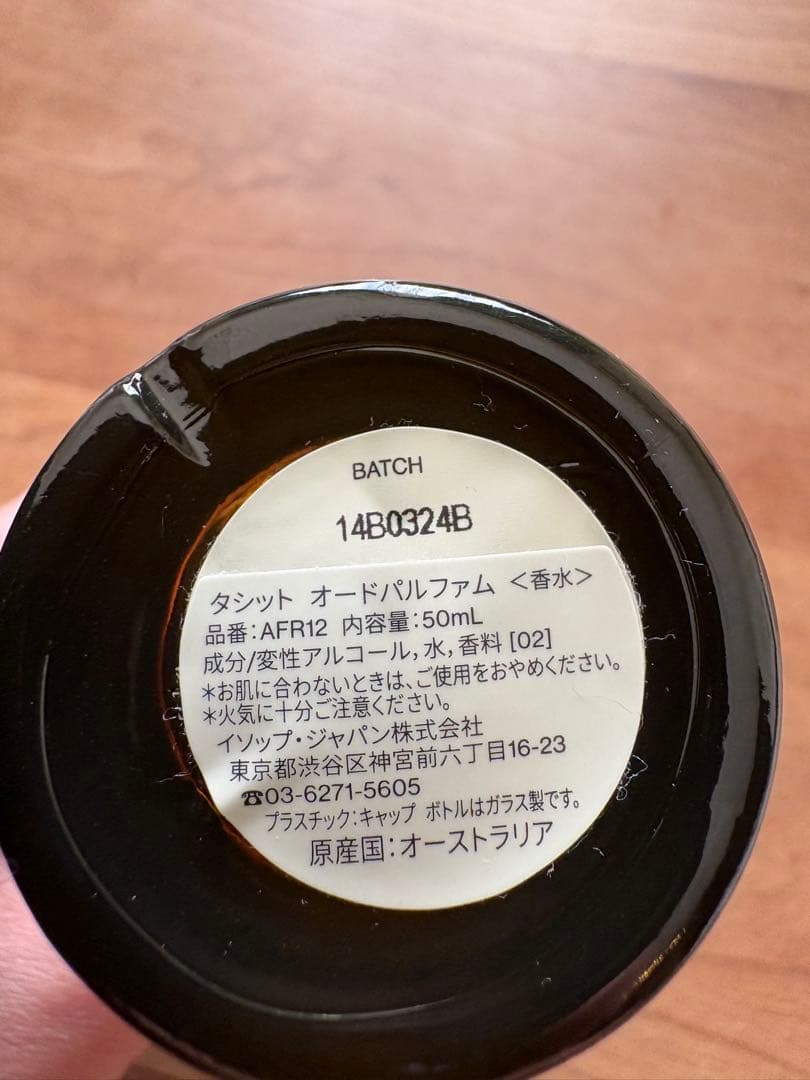 BATCH
14B0324B
タシット オードパルファム ＜香水＞
品番：AFR12 内容量：50mL
成分/変性アルコール，水，香料 [02]
＊お肌に合わないときは、ご使用をおやめください。
＊火気に十分ご注意ください。
イソップ・ジャパン株式会社
東京都渋谷区神宮前六丁目16-23
☎03-6271-5605
プラスチック：キャップ ボトルはガラス製です。
原産国：オーストラリア